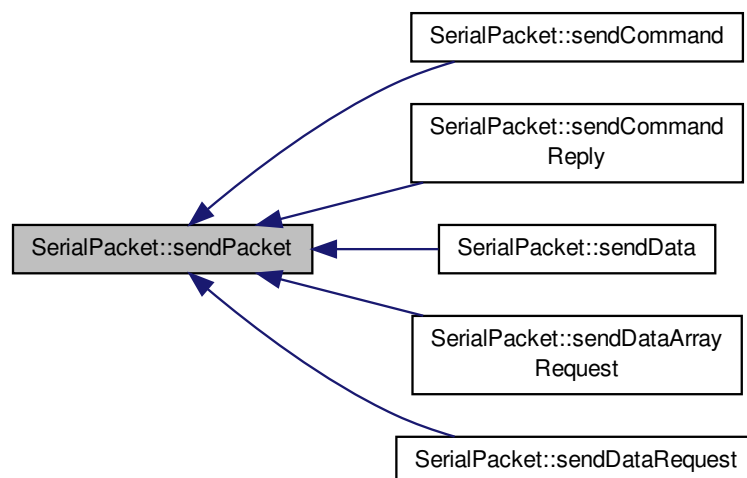 SerialPacket::sendCommand
SerialPacket::sendCommand
Reply
SerialPacket::sendPacket
SerialPacket::sendData
SerialPacket::sendDataArray
Request
SerialPacket::sendDataRequest